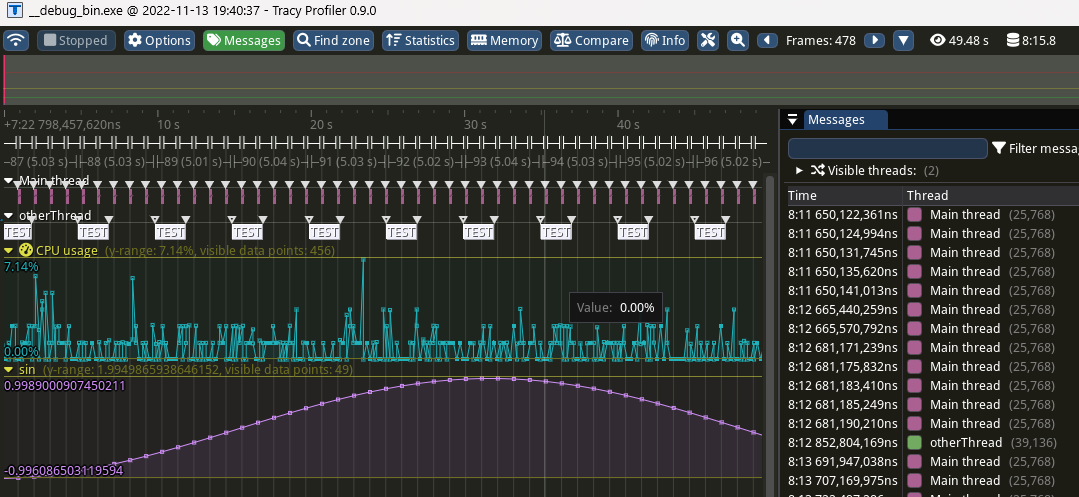 __debug_bin.exe @ 2022-11-13 19:40:37 - Tracy Profiler 0.9.0
Stopped Options Messages Find zone Statistics Memory Compare Info Frames: 478 49.48 s 8:15.8
+7:22 798,457,620ns 10 s 20 s 30 s 40 s
87 (5.03 s) 88 (5.03 s) 89 (5.01 s) 90 (5.04 s) 91 (5.03 s) 92 (5.02 s) 93 (5.04 s) 94 (5.03 s) 95 (5.02 s) 96 (5.02 s)
Main thread
otherThread
TEST TEST TEST TEST TEST TEST TEST TEST TEST TEST
CPU usage (y-range: 7.14%, visible data points: 456)
7.14%
Value: 0.00%
0.00%
sin (y-range: 1.9949865938646152, visible data points: 49)
0.9989000907450211
-0.996086503119594
Messages
Filter messa
Visible threads: (2)
Time Thread
8:11 650,122,361ns Main thread (25,768)
8:11 650,124,994ns Main thread (25,768)
8:11 650,131,745ns Main thread (25,768)
8:11 650,135,620ns Main thread (25,768)
8:11 650,141,013ns Main thread (25,768)
8:12 665,440,259ns Main thread (25,768)
8:12 665,570,792ns Main thread (25,768)
8:12 681,171,239ns Main thread (25,768)
8:12 681,175,832ns Main thread (25,768)
8:12 681,183,410ns Main thread (25,768)
8:12 681,185,249ns Main thread (25,768)
8:12 681,190,210ns Main thread (25,768)
8:12 852,804,169ns otherThread (39,136)
8:13 691,947,038ns Main thread (25,768)
8:13 707,169,975ns Main thread (25,768)